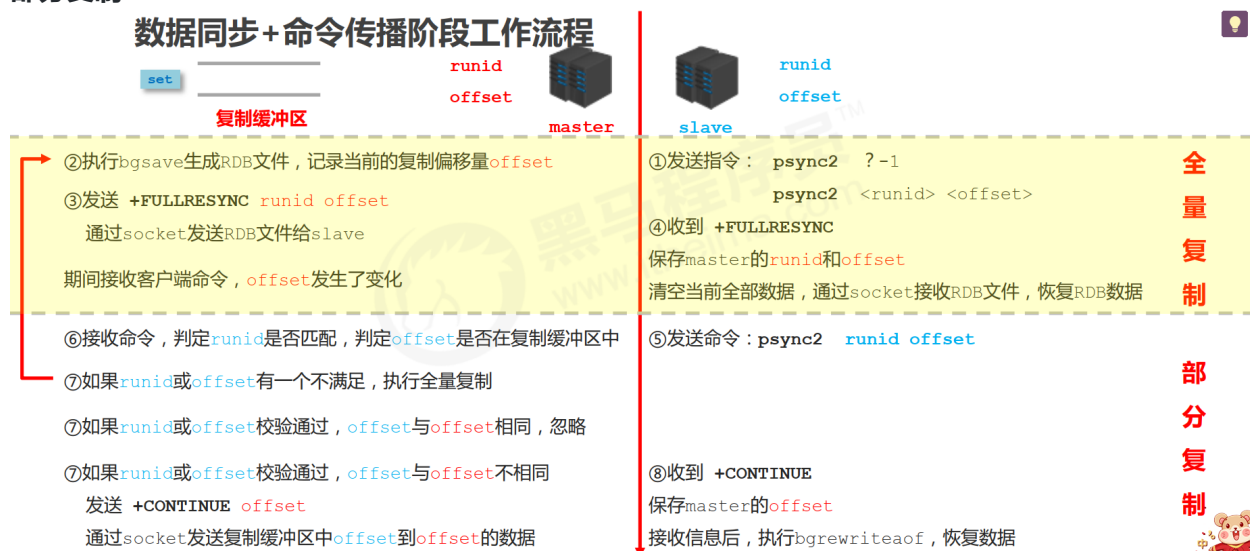 数据同步+命令传播阶段工作流程
set
复制缓冲区
runid
offset
master
runid
offset
slave
②执行bgsave生成RDB文件，记录当前的复制偏移量offset
③发送 +FULLRESYNC runid offset
通过socket发送RDB文件给slave
期间接收客户端命令，offset发生了变化
①发送指令： psync2 ? -1
psync2 <runid> <offset>
④收到 +FULLRESYNC
保存master的runid和offset
清空当前全部数据，通过socket接收RDB文件，恢复RDB数据
全量复制
⑥接收命令，判定runid是否匹配，判定offset是否在复制缓冲区中
⑦如果runid或offset有一个不满足，执行全量复制
⑦如果runid或offset校验通过，offset与offset相同，忽略
⑦如果runid或offset校验通过，offset与offset不相同
发送 +CONTINUE offset
通过socket发送复制缓冲区中offset到offset的数据
⑤发送命令：psync2 runid offset
⑧收到 +CONTINUE
保存master的offset
接收信息后，执行bgrewriteaof，恢复数据
部分复制
黑马程序员™
中